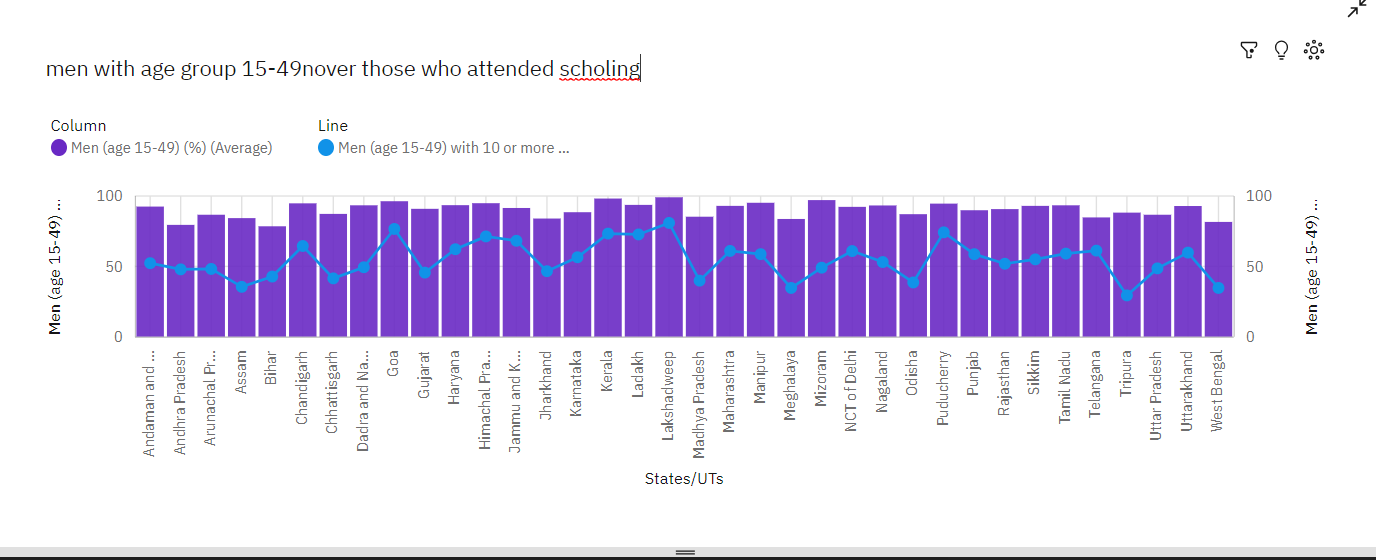 men with age group 15-49nover those who attended scholing
Column
Line
Men (age 15-49) (%) (Average)
Men (age 15-49) with 10 or more ...
Men (age 15-49) ...
100
50
0
100
50
0
Men (age 15-49) ...
Andaman and ...
Andhra Pradesh
Arunachal Pr...
Assam
Bihar
Chandigarh
Chhattisgarh
Dadra and Na...
Goa
Gujarat
Haryana
Himachal Pra...
Jammu and K...
Jharkhand
Karnataka
Kerala
Ladakh
Lakshadweep
Madhya Pradesh
Maharashtra
Manipur
Meghalaya
Mizoram
NCT of Delhi
Nagaland
Odisha
Puducherry
Punjab
Rajasthan
Sikkim
Tamil Nadu
Telangana
Tripura
Uttar Pradesh
Uttarakhand
West Bengal
States/UTs